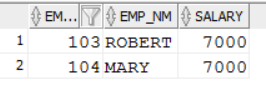 EM... EMP_NM SALARY
1 103 ROBERT 7000
2 104 MARY 7000